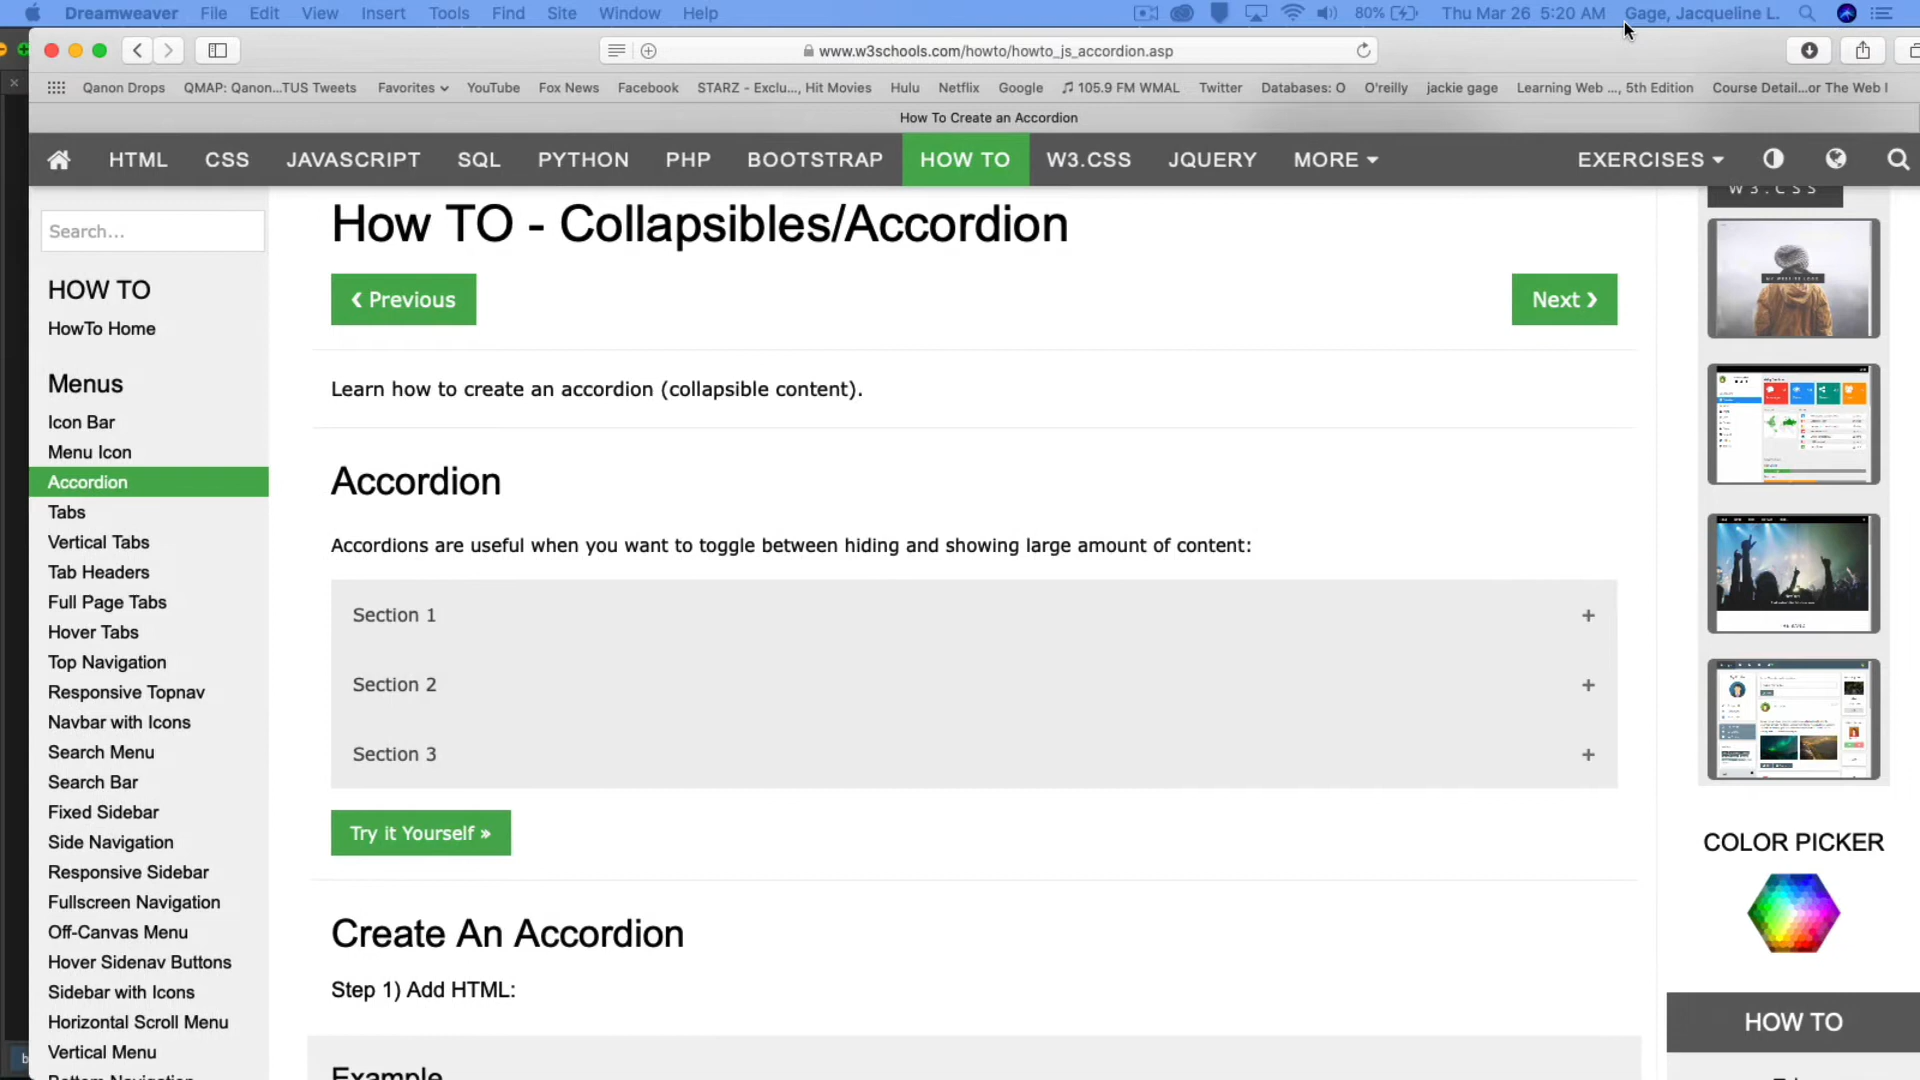 Dreamweaver File Edit View Insert Tools Find Site Window Help 80% Thu Mar 26 5:20 AM Gage, Jacqueline L.
www.w3schools.com/howto/howto_js_accordion.asp
Qanon Drops QMAP: Qanon...TUS Tweets Favorites YouTube Fox News Facebook STARZ - Exclu..., Hit Movies Hulu Netflix Google 105.9 FM WMAL Twitter Databases: O O'reilly jackie gage Learning Web ..., 5th Edition Course Detail...or The Web I
How To Create an Accordion
HTML CSS JAVASCRIPT SQL PYTHON PHP BOOTSTRAP HOW TO W3.CSS JQUERY MORE EXERCISES
W3.CSS
Search...
HOW TO
HowTo Home
Menus
Icon Bar
Menu Icon
Accordion
Tabs
Vertical Tabs
Tab Headers
Full Page Tabs
Hover Tabs
Top Navigation
Responsive Topnav
Navbar with Icons
Search Menu
Search Bar
Fixed Sidebar
Side Navigation
Responsive Sidebar
Fullscreen Navigation
Off-Canvas Menu
Hover Sidenav Buttons
Sidebar with Icons
Horizontal Scroll Menu
Vertical Menu
Bottom Navigation
How TO - Collapsibles/Accordion
❮ Previous
Next ❯
Learn how to create an accordion (collapsible content).
Accordion
Accordions are useful when you want to toggle between hiding and showing large amount of content:
Section 1 +
Section 2 +
Section 3 +
Try it Yourself »
Create An Accordion
Step 1) Add HTML:
Example
COLOR PICKER
HOW TO